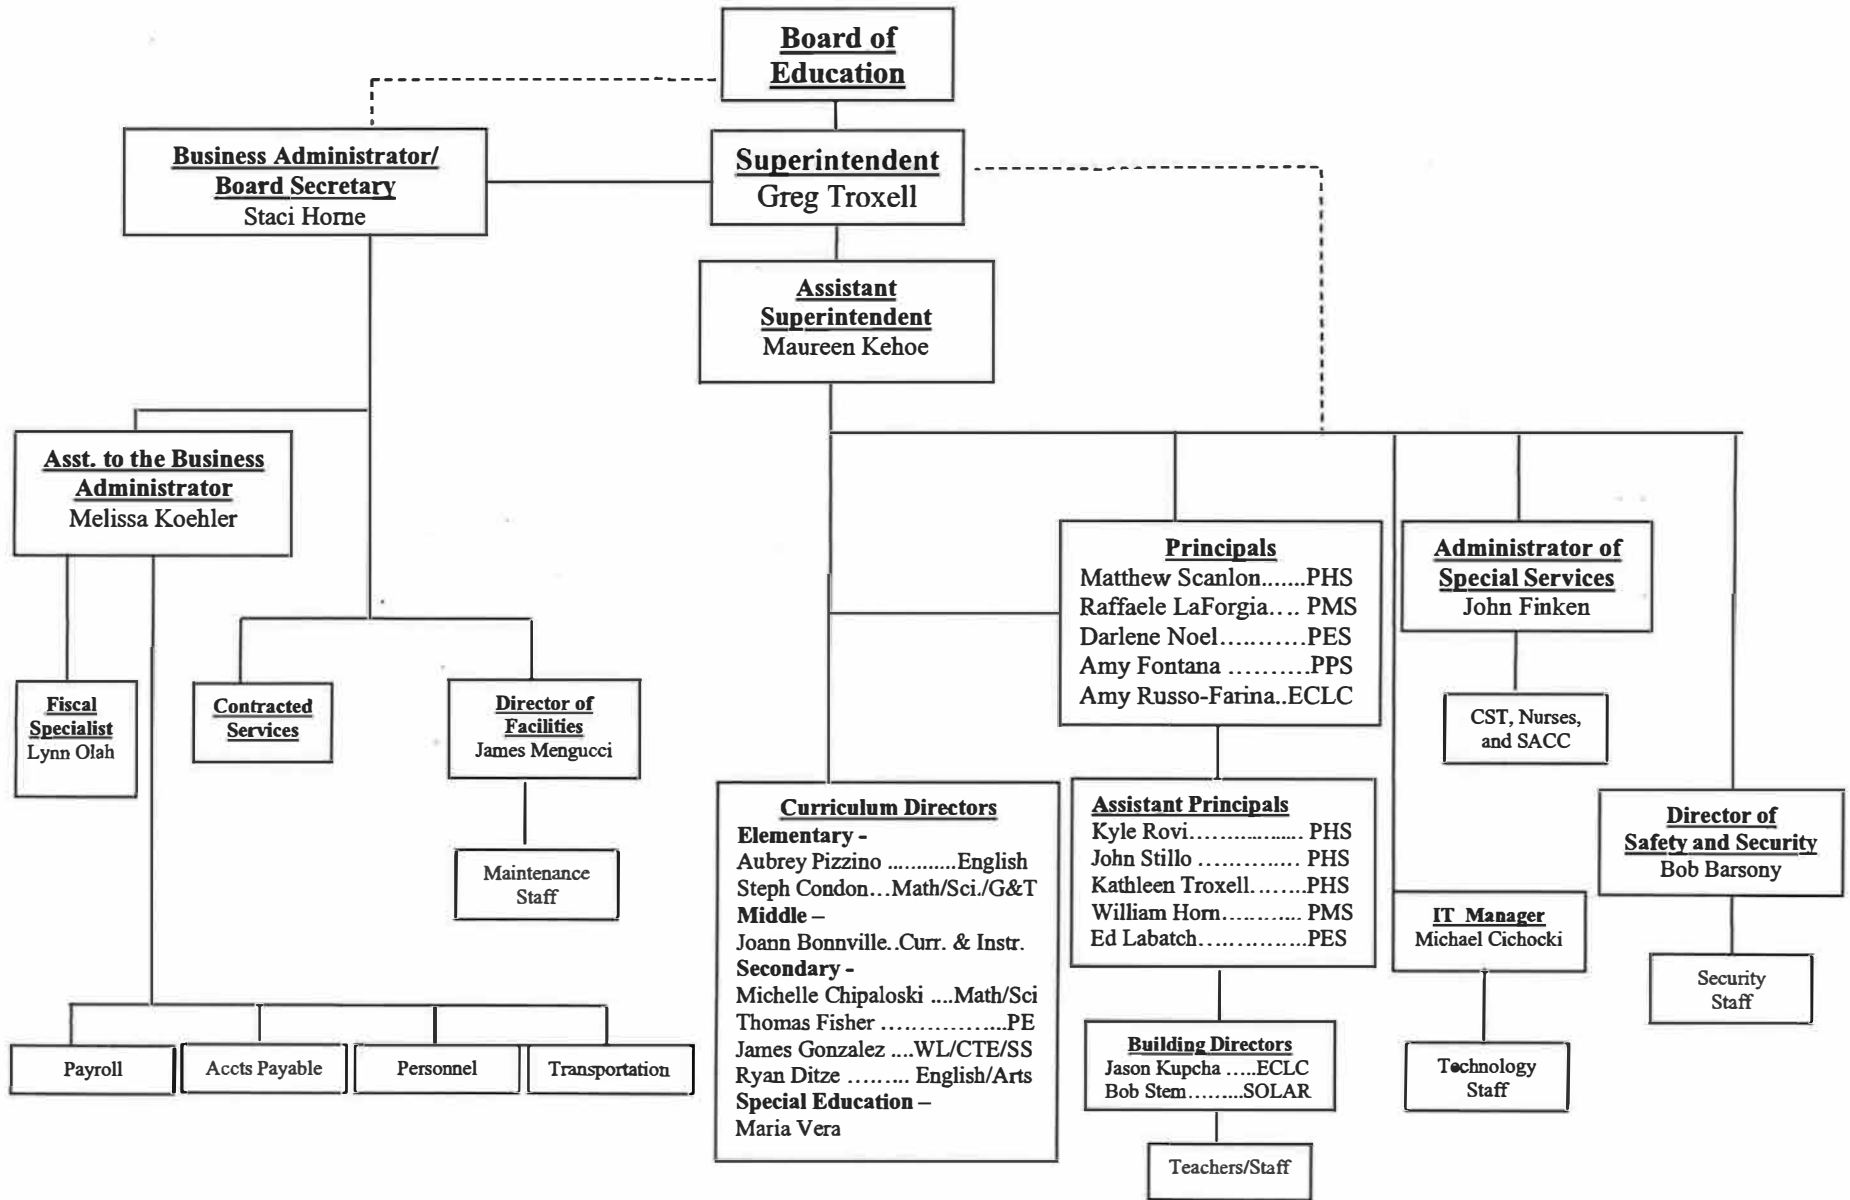 Board of
Education
Business Administrator/
Board Secretary
Staci Horne
Superintendent
Greg Troxell
Assistant
Superintendent
Maureen Kehoe
Asst. to the Business
Administrator
Melissa Koehler
Principals
Matthew Scanlon.......PHS
Raffaele LaForgia.... PMS
Darlene Noel..........PES
Amy Fontana ..........PPS
Amy Russo-Farina..ECLC
Administrator of
Special Services
John Finken
Fiscal
Specialist
Lynn Olah
Contracted
Services
Director of
Facilities
James Mengucci
CST, Nurses,
and SACC
Curriculum Directors
Elementary -
Aubrey Pizzino ...........English
Steph Condon...Math/Sci./G&T
Middle –
Joann Bonnville..Curr. & Instr.
Secondary -
Michelle Chipaloski ....Math/Sci
Thomas Fisher ..................PE
James Gonzalez ....WL/CTE/SS
Ryan Ditze ......... English/Arts
Special Education –
Maria Vera
Assistant Principals
Kyle Rovi................ PHS
John Stillo ............. PHS
Kathleen Troxell........PHS
William Horn............ PMS
Ed Labatch...............PES
Director of
Safety and Security
Bob Barsony
Maintenance
Staff
IT Manager
Michael Cichocki
Security
Staff
Payroll
Accts Payable
Personnel
Transportation
Building Directors
Jason Kupcha .....ECLC
Bob Stem.........SOLAR
Technology
Staff
Teachers/Staff